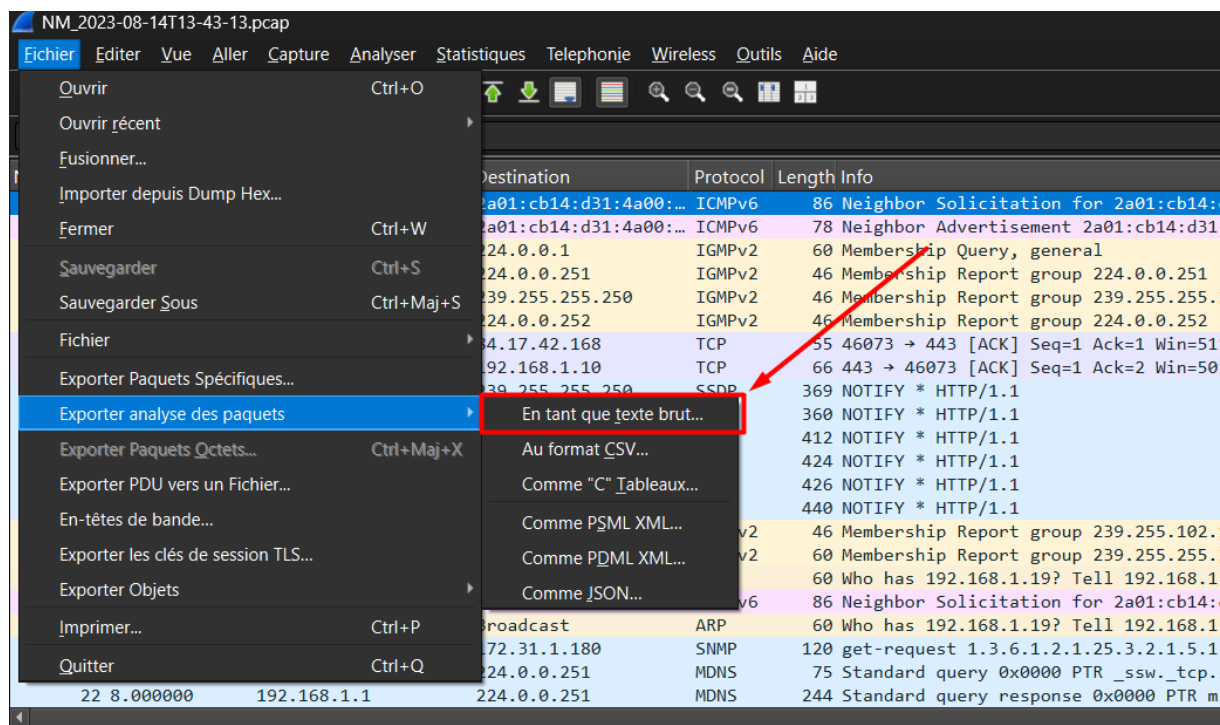 NM_2023-08-14T13-43-13.pcap
Fichier Editer Vue Aller Capture Analyser Statistiques Telephonie Wireless Outils Aide
Ouvrir Ctrl+O
Ouvrir récent
Fusionner...
Importer depuis Dump Hex...
Fermer Ctrl+W
Sauvegarder Ctrl+S
Sauvegarder Sous Ctrl+Maj+S
Fichier
Exporter Paquets Spécifiques...
Exporter analyse des paquets
Exporter Paquets Octets... Ctrl+Maj+X
Exporter PDU vers un Fichier...
En-têtes de bande...
Exporter les clés de session TLS...
Exporter Objets
Imprimer... Ctrl+P
Quitter Ctrl+Q
En tant que texte brut...
Au format CSV...
Comme "C" Tableaux...
Comme PSML XML...
Comme PDML XML...
Comme JSON...
Destination Protocol Length Info
2a01:cb14:d31:4a00:… ICMPv6 86 Neighbor Solicitation for 2a01:cb14:
2a01:cb14:d31:4a00:… ICMPv6 78 Neighbor Advertisement 2a01:cb14:d31
224.0.0.1 IGMPv2 60 Membership Query, general
224.0.0.251 IGMPv2 46 Membership Report group 224.0.0.251
239.255.255.250 IGMPv2 46 Membership Report group 239.255.255.
224.0.0.252 IGMPv2 46 Membership Report group 224.0.0.252
34.17.42.168 TCP 55 46073 → 443 [ACK] Seq=1 Ack=1 Win=51
192.168.1.10 TCP 66 443 → 46073 [ACK] Seq=1 Ack=2 Win=50
239.255.255.250 SSDP 369 NOTIFY * HTTP/1.1
360 NOTIFY * HTTP/1.1
412 NOTIFY * HTTP/1.1
424 NOTIFY * HTTP/1.1
426 NOTIFY * HTTP/1.1
440 NOTIFY * HTTP/1.1
v2 46 Membership Report group 239.255.102.
v2 60 Membership Report group 239.255.255.
60 Who has 192.168.1.19? Tell 192.168.1
v6 86 Neighbor Solicitation for 2a01:cb14:
Broadcast ARP 60 Who has 192.168.1.19? Tell 192.168.1
172.31.1.180 SNMP 120 get-request 1.3.6.1.2.1.25.3.2.1.5.1
224.0.0.251 MDNS 75 Standard query 0x0000 PTR _ssw._tcp.
22 8.000000 192.168.1.1 224.0.0.251 MDNS 244 Standard query response 0x0000 PTR m